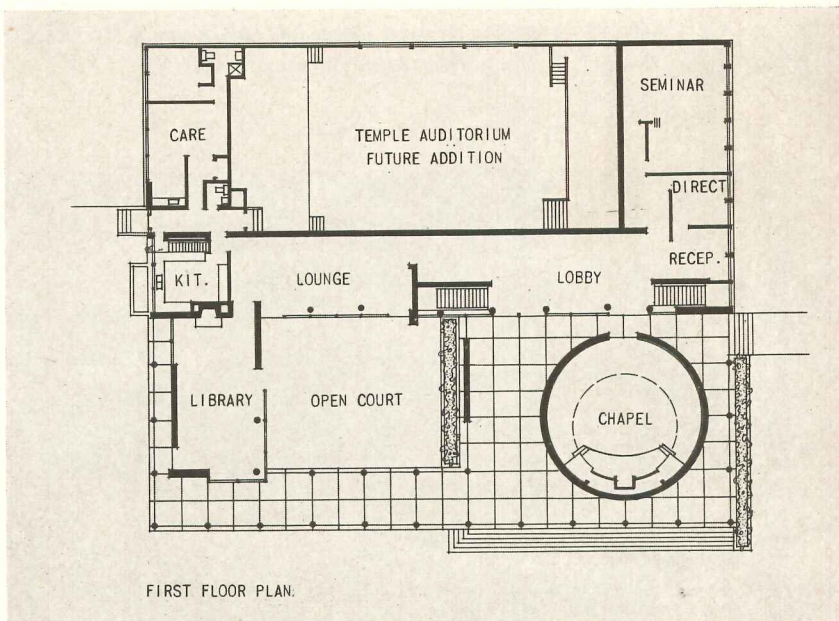 SEMINAR
CARE
TEMPLE AUDITORIUM
FUTURE ADDITION
DIRECT
RECEP.
KIT.
LOUNGE
LOBBY
LIBRARY
OPEN COURT
CHAPEL
FIRST FLOOR PLAN.